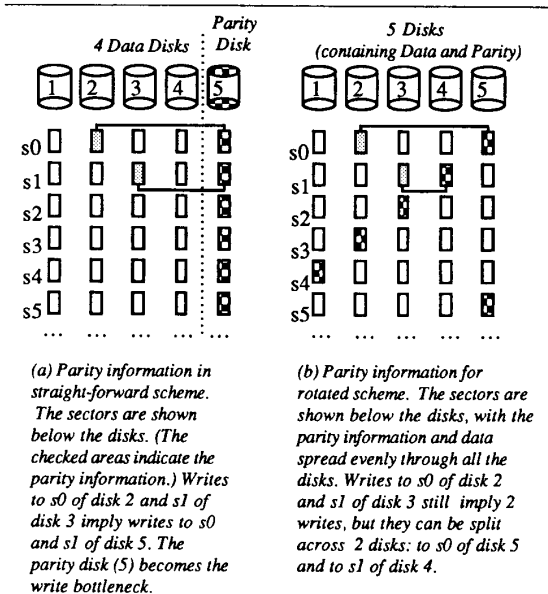 Parity
4 Data Disks
Disk
1 2 3 4 5
s0
s1
s2
s3
s4
s5
... ... ... ... ...
(a) Parity information in
straight-forward scheme.
The sectors are shown
below the disks. (The
checked areas indicate the
parity information.) Writes
to s0 of disk 2 and s1 of
disk 3 imply writes to s0
and s1 of disk 5. The
parity disk (5) becomes the
write bottleneck.
5 Disks
(containing Data and Parity)
1 2 3 4 5
s0
s1
s2
s3
s4
s5
... ... ... ... ...
(b) Parity information for
rotated scheme. The sectors are
shown below the disks, with the
parity information and data
spread evenly through all the
disks. Writes to s0 of disk 2
and s1 of disk 3 still imply 2
writes, but they can be split
across 2 disks: to s0 of disk 5
and to s1 of disk 4.